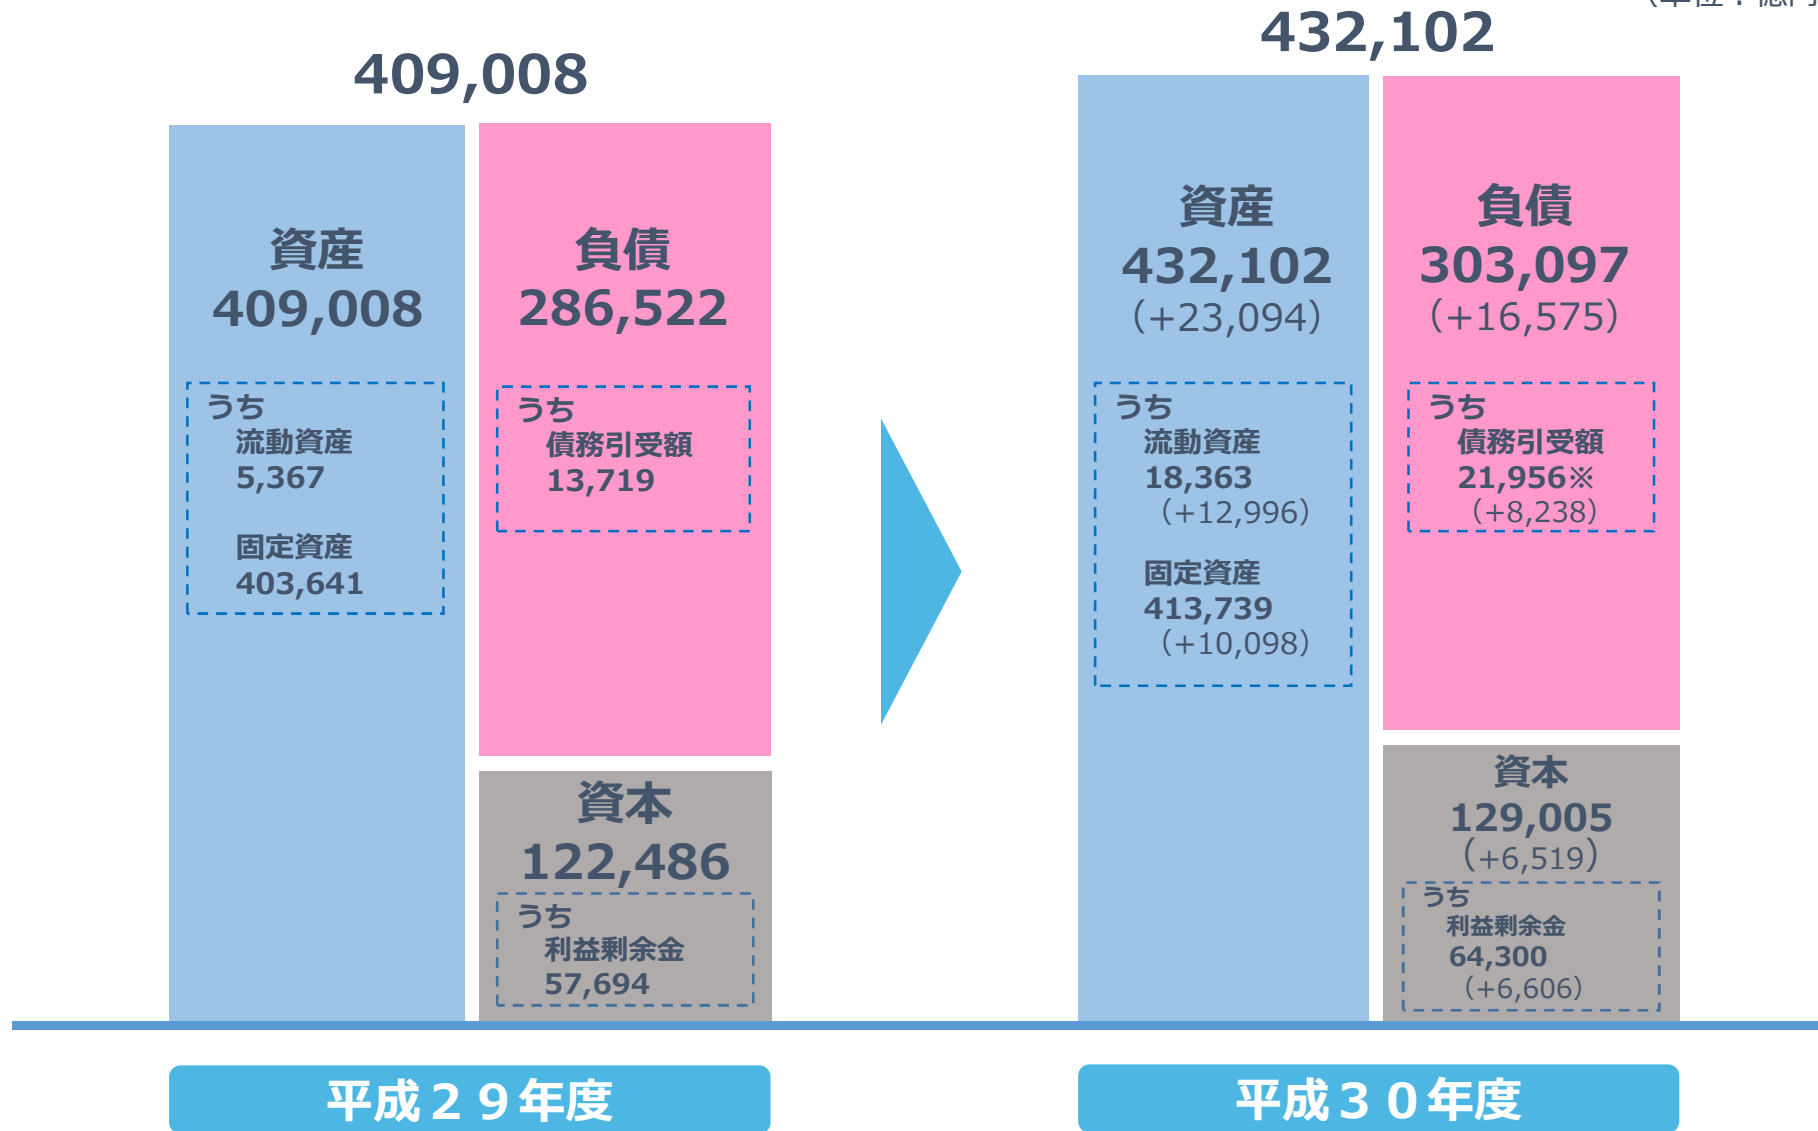 （単位：億円
409,008
資産
409,008
うち
流動資産
5,367
固定資産
403,641
負債
286,522
うち
債務引受額
13,719
資本
122,486
うち
利益剰余金
57,694
平成２９年度
432,102
資産
432,102
（+23,094）
うち
流動資産
18,363
（+12,996）
固定資産
413,739
（+10,098）
負債
303,097
（+16,575）
うち
債務引受額
21,956※
（+8,238）
資本
129,005
（+6,519）
うち
利益剰余金
64,300
（+6,606）
平成３０年度